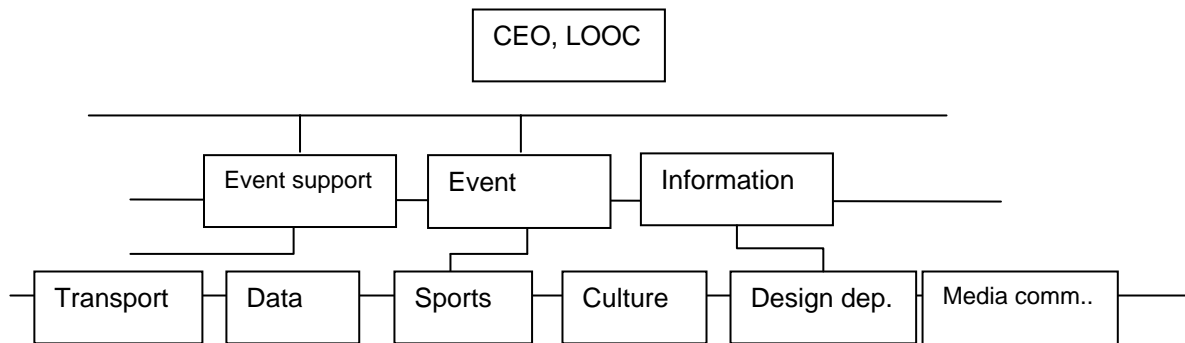 CEO, LOOC
Event support
Event
Information
Transport
Data
Sports
Culture
Design dep.
Media comm..